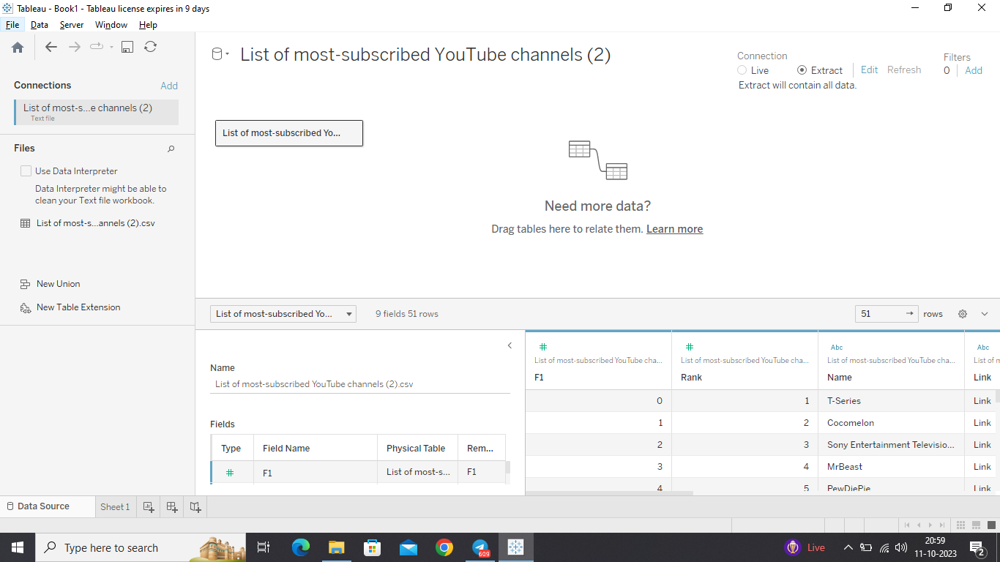 Tableau - Book1 - Tableau license expires in 9 days
File Data Server Window Help
List of most-subscribed YouTube channels (2)
Connection
Live Extract Edit Refresh
Extract will contain all data.
Filters
0 Add
Connections Add
List of most-s...e channels (2)
Text file
Files
Use Data Interpreter
Data Interpreter might be able to
clean your Text file workbook.
List of most-s...annels (2).csv
New Union
New Table Extension
List of most-subscribed Yo...
Need more data?
Drag tables here to relate them. Learn more
List of most-subscribed Yo... 9 fields 51 rows 51 rows
Name
List of most-subscribed YouTube channels (2).csv
Fields
Type Field Name Physical Table Rem...
# F1 List of most-s... F1
# # Abc Abc
List of most-subscribed YouTube cha... List of most-subscribed YouTube cha... List of most-subscribed YouTube cha... List of m
F1 Rank Name Link
0 1 T-Series Link
1 2 Cocomelon Link
2 3 Sony Entertainment Televisio... Link
3 4 MrBeast Link
4 5 PewDiePie Link
Data Source Sheet 1
Type here to search
609
Live
20:59
11-10-2023
2